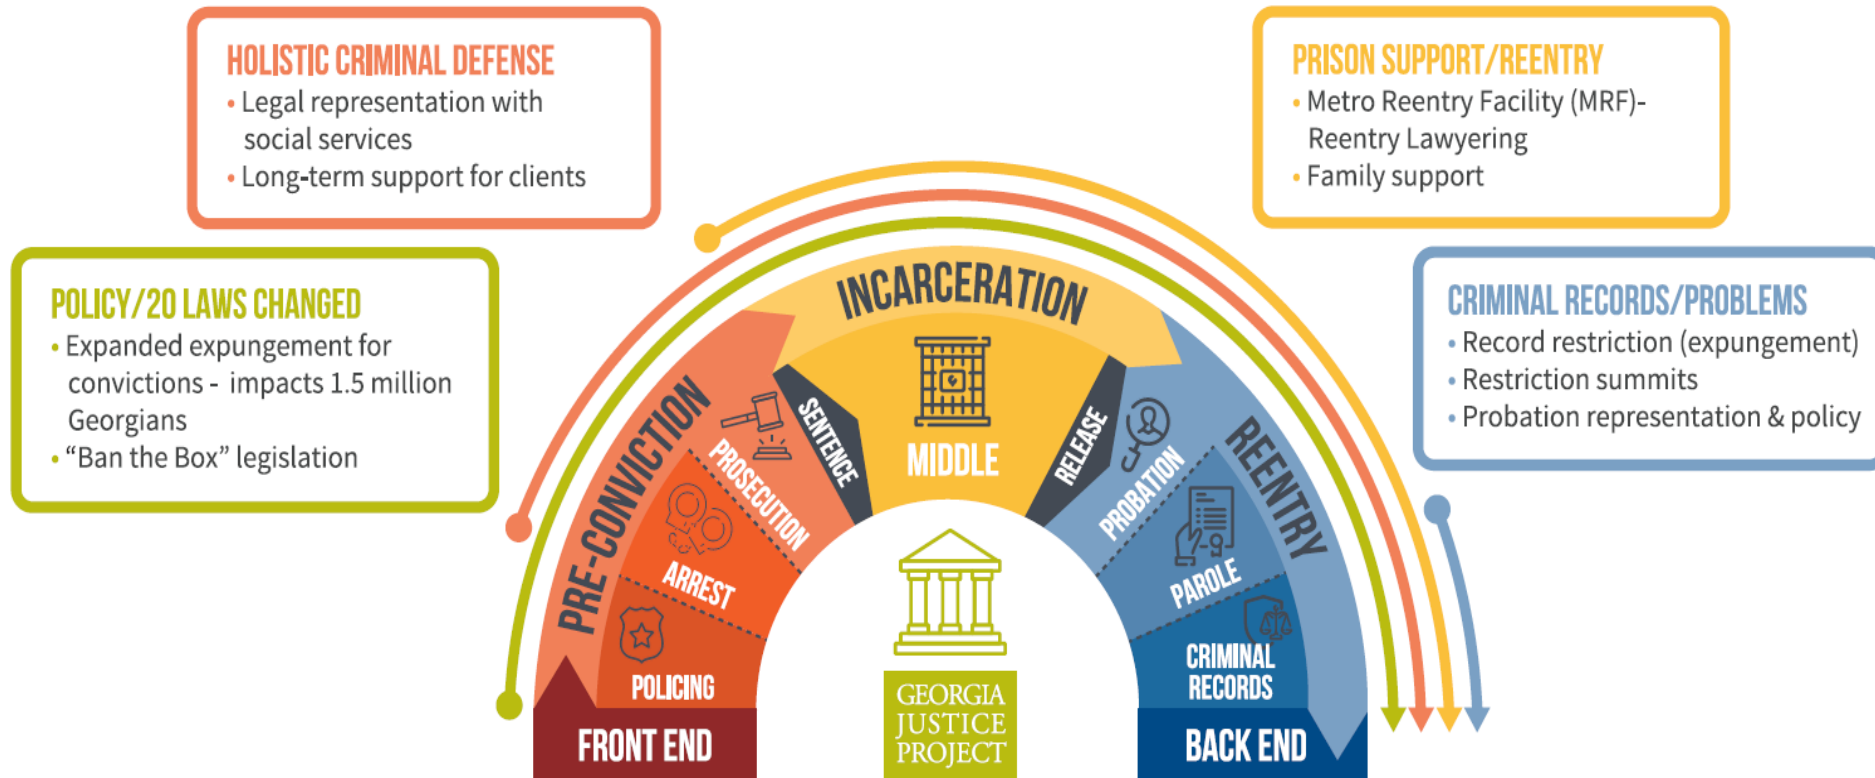 HOLISTIC CRIMINAL DEFENSE
• Legal representation with
social services
• Long-term support for clients
PRISON SUPPORT/REENTRY
• Metro Reentry Facility (MRF)-
Reentry Lawyering
• Family support
POLICY/20 LAWS CHANGED
• Expanded expungement for
convictions - impacts 1.5 million
Georgians
• “Ban the Box” legislation
CRIMINAL RECORDS/PROBLEMS
• Record restriction (expungement)
• Restriction summits
• Probation representation & policy
PRE-CONVICTION
INCARCERATION
REENTRY
POLICING
ARREST
PROSECUTION
SENTENCE
MIDDLE
RELEASE
PROBATION
PAROLE
CRIMINAL
RECORDS
FRONT END
GEORGIA
JUSTICE
PROJECT
BACK END